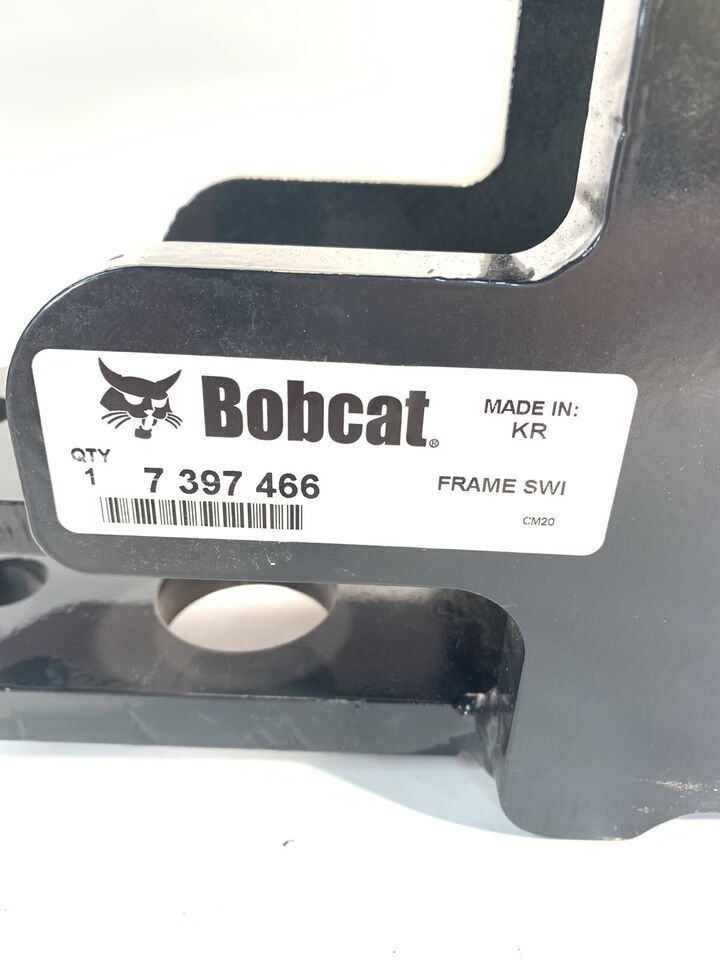 Bobcat®
MADE IN:
KR
QTY
1
7 397 466
FRAME SWI
CM20